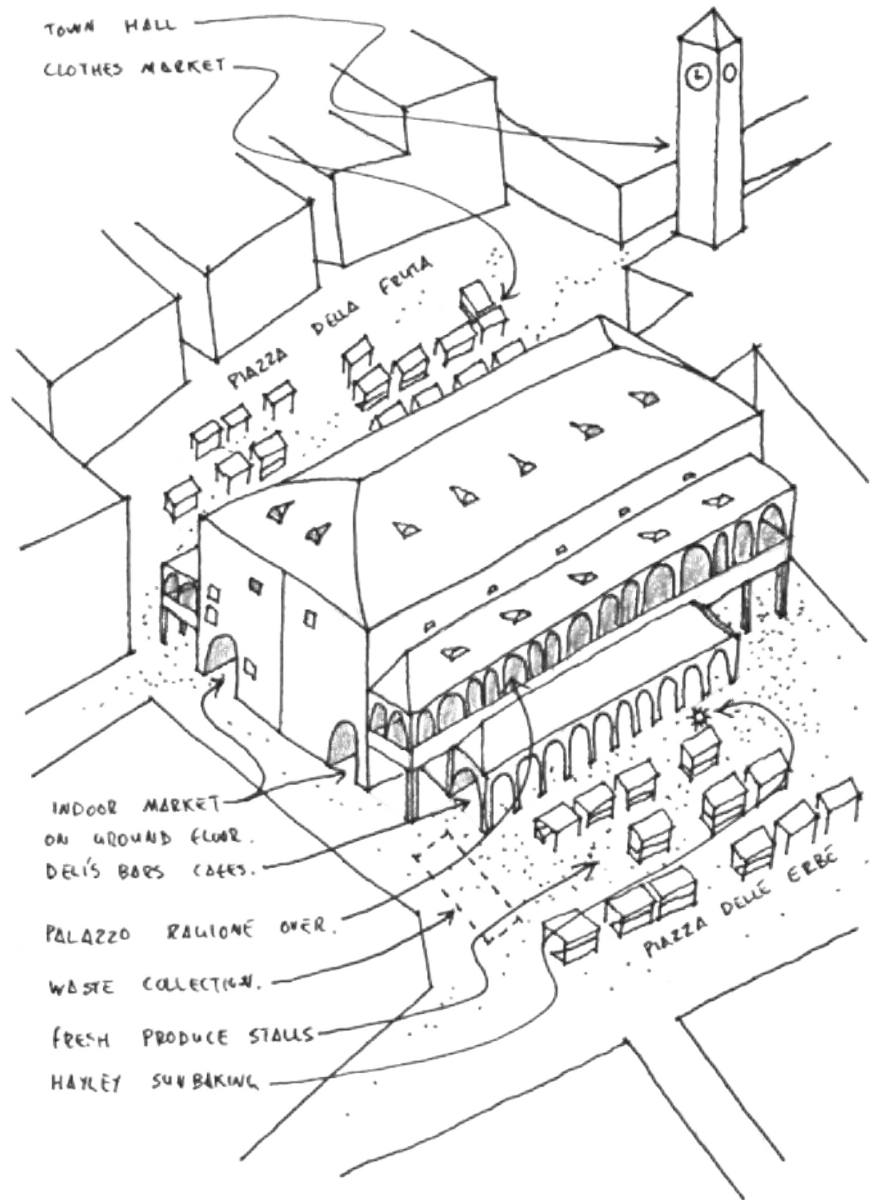 TOWN HALL
CLOTHES MARKET
PIAZZA DELLA FRUTA
INDOOR MARKET
ON GROUND FLOOR.
DELI'S BARS CAFES.
PALAZZO RAGIONE OVER.
WASTE COLLECTION.
FRESH PRODUCE STALLS
HAYLEY SUNBAKING
PIAZZA DELLE ERBE